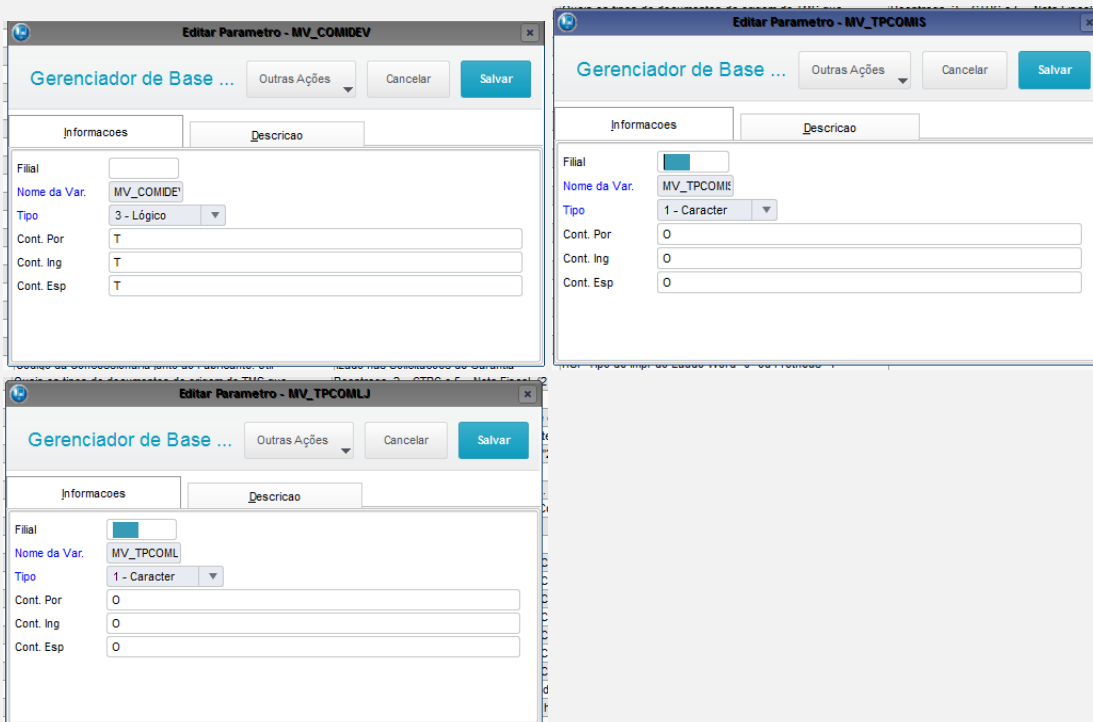 Editar Parametro - MV_COMIDEV
Gerenciador de Base ...
Outras Ações
Cancelar
Salvar
Informacoes
Descricao
Filial
Nome da Var.
MV_COMIDEV
Tipo
3 - Lógico
Cont. Por
T
Cont. Ing
T
Cont. Esp
T
Editar Parametro - MV_TPCOMIS
Gerenciador de Base ...
Outras Ações
Cancelar
Salvar
Informacoes
Descricao
Filial
Nome da Var.
MV_TPCOMIS
Tipo
1 - Caracter
Cont. Por
O
Cont. Ing
O
Cont. Esp
O
Editar Parametro - MV_TPCOMLJ
Gerenciador de Base ...
Outras Ações
Cancelar
Salvar
Informacoes
Descricao
Filial
Nome da Var.
MV_TPCOML
Tipo
1 - Caracter
Cont. Por
O
Cont. Ing
O
Cont. Esp
O